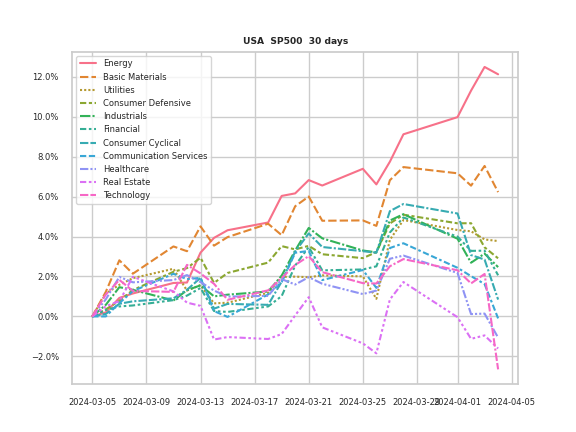 USA SP500 30 days
Energy
Basic Materials
Utilities
Consumer Defensive
Industrials
Financial
Consumer Cyclical
Communication Services
Healthcare
Real Estate
Technology
12.0%
10.0%
8.0%
6.0%
4.0%
2.0%
0.0%
−2.0%
2024-03-05 2024-03-09 2024-03-13 2024-03-17 2024-03-21 2024-03-25 2024-03-29 2024-04-01 2024-04-05